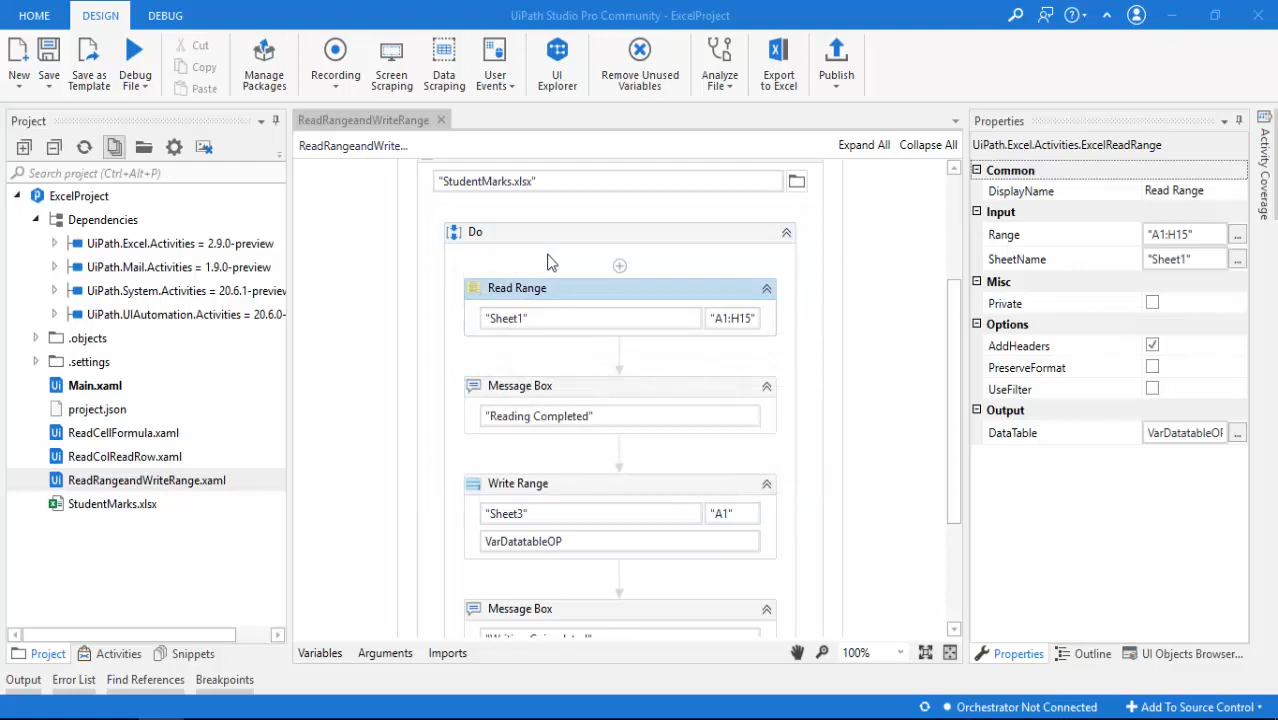 HOME DESIGN DEBUG UiPath Studio Pro Community - ExcelProject
New Save Save as Template Debug File Cut Copy Paste Manage Packages Recording Screen Scraping Data Scraping User Events UI Explorer Remove Unused Variables Analyze File Export to Excel Publish
Project
Search project (Ctrl+Alt+P)
ExcelProject
Dependencies
UiPath.Excel.Activities = 2.9.0-preview
UiPath.Mail.Activities = 1.9.0-preview
UiPath.System.Activities = 20.6.1-previe
UiPath.UIAutomation.Activities = 20.6.0-
.objects
.settings
Main.xaml
project.json
ReadCellFormula.xaml
ReadColReadRow.xaml
ReadRangeandWriteRange.xaml
StudentMarks.xlsx
Project Activities Snippets
ReadRangeandWriteRange
ReadRangeandWrite... Expand All Collapse All
"StudentMarks.xlsx"
Do
Read Range
"Sheet1" "A1:H15"
Message Box
"Reading Completed"
Write Range
"Sheet3" "A1"
VarDatatableOP
Message Box
Variables Arguments Imports 100%
Properties
UiPath.Excel.Activities.ExcelReadRange
Common
DisplayName Read Range
Input
Range "A1:H15" ...
SheetName "Sheet1" ...
Misc
Private
Options
AddHeaders
PreserveFormat
UseFilter
Output
DataTable VarDatatableOP ...
Properties Outline UI Objects Browser...
Activity Coverage
Output Error List Find References Breakpoints
Orchestrator Not Connected Add To Source Control